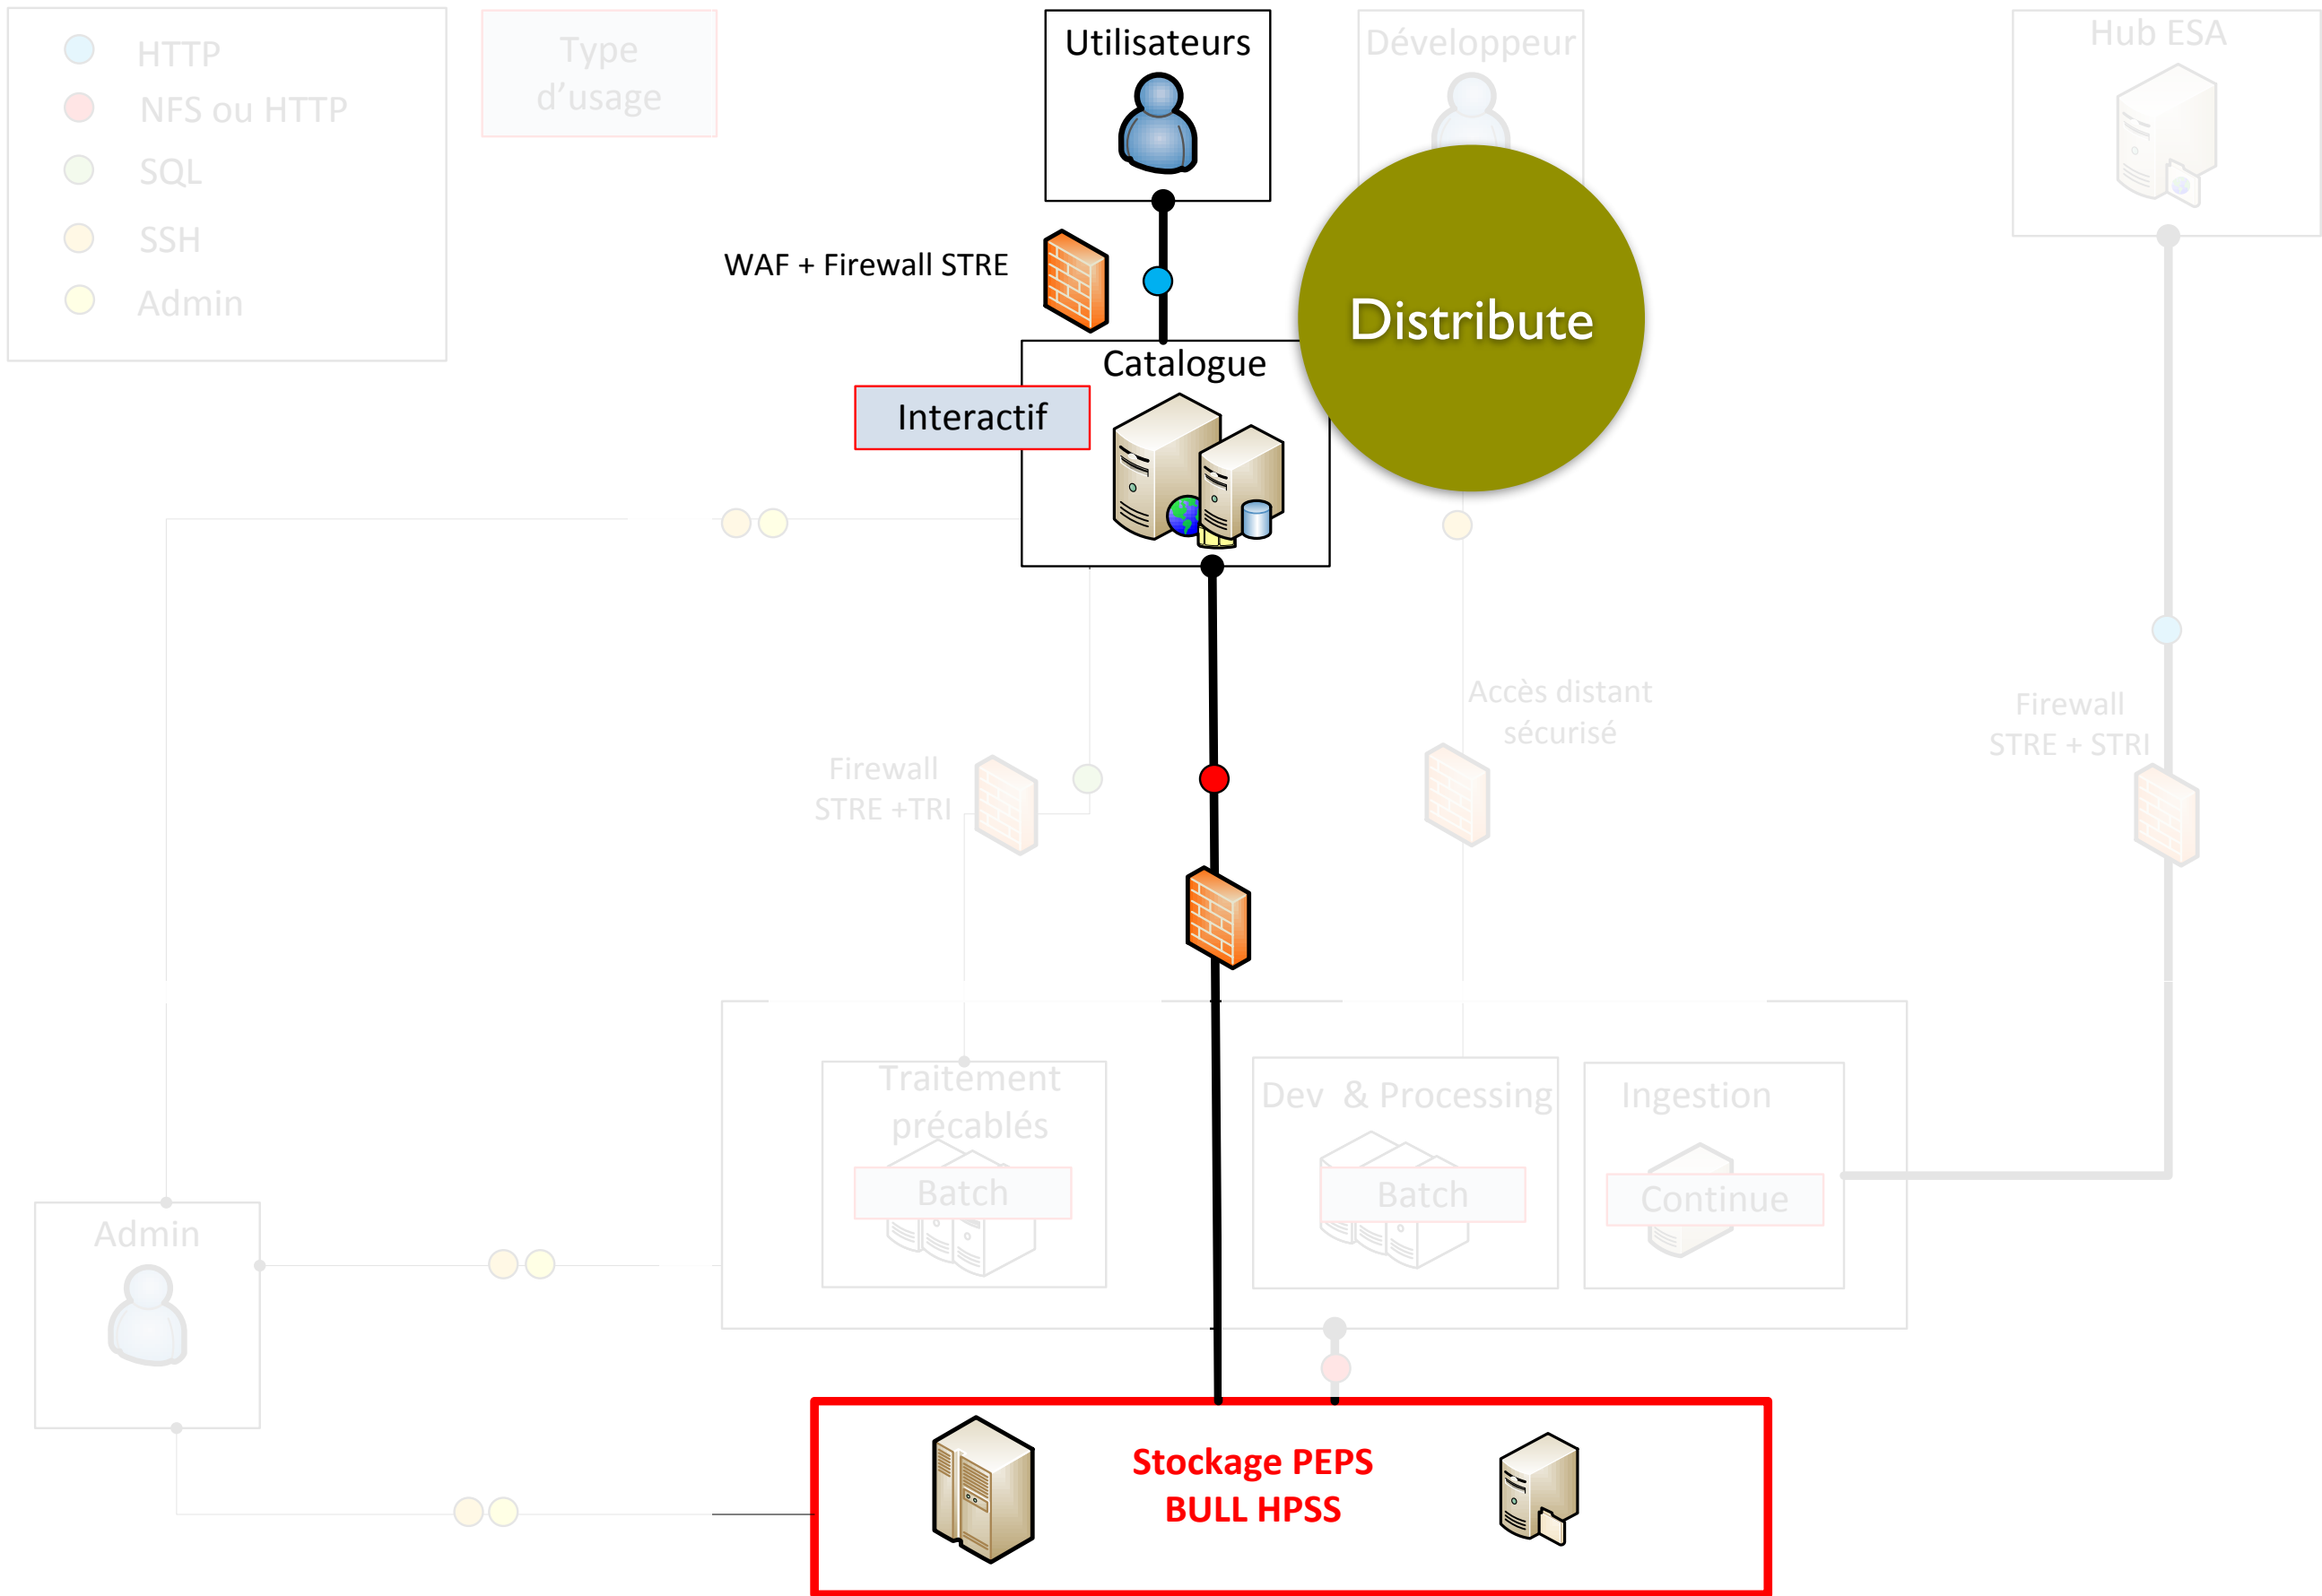 HTTP
NFS ou HTTP
SQL
SSH
Admin
Type
d’usage
Utilisateurs
Développeur
Hub ESA
WAF + Firewall STRE
Distribute
Catalogue
Interactif
Accès distant
sécurisé
Firewall
STRE + STRI
Firewall
STRE +TRI
Traitement
précablés
Batch
Dev & Processing
Batch
Ingestion
Continue
Admin
Stockage PEPS
BULL HPSS